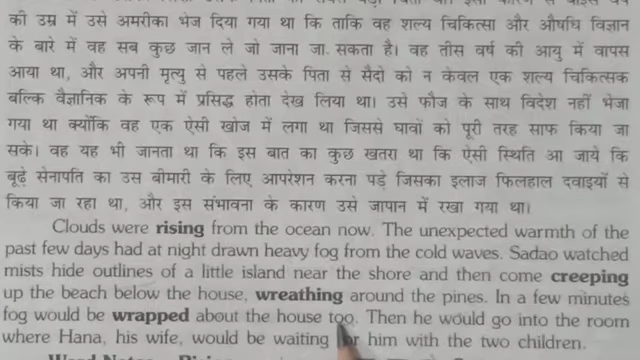 की उम्र में उसे अमरीका भेज दिया गया था कि ताकि वह शल्य चिकित्सा और औषधि विज्ञान
के बारे में वह सब कुछ जान ले जो जाना जा सकता है। वह तीस वर्ष की आयु में वापस
आया था, और अपनी मृत्यु से पहले उसके पिता से सैदो को न केवल एक शल्य चिकित्सक
बल्कि वैज्ञानिक के रूप में प्रसिद्ध होता देख लिया था। उसे फौज के साथ विदेश नहीं भेजा
गया था क्योंकि वह एक ऐसी खोज में लगा था जिससे घावों को पूरी तरह साफ किया जा
सके। वह यह भी जानता था कि इस बात का कुछ खतरा था कि ऐसी स्थिति आ जाये कि
बूढ़े सेनापति का उस बीमारी के लिए आपरेशन करना पड़े जिसका इलाज फिलहाल दवाइयों से
किया जा रहा था, और इस संभावना के कारण उसे जापान में रखा गया था।
Clouds were rising from the ocean now. The unexpected warmth of the
past few days had at night drawn heavy fog from the cold waves. Sadao watched
mists hide outlines of a little island near the shore and then come creeping
up the beach below the house, wreathing around the pines. In a few minutes
fog would be wrapped about the house too. Then he would go into the room
where Hana, his wife, would be waiting for him with the two children.